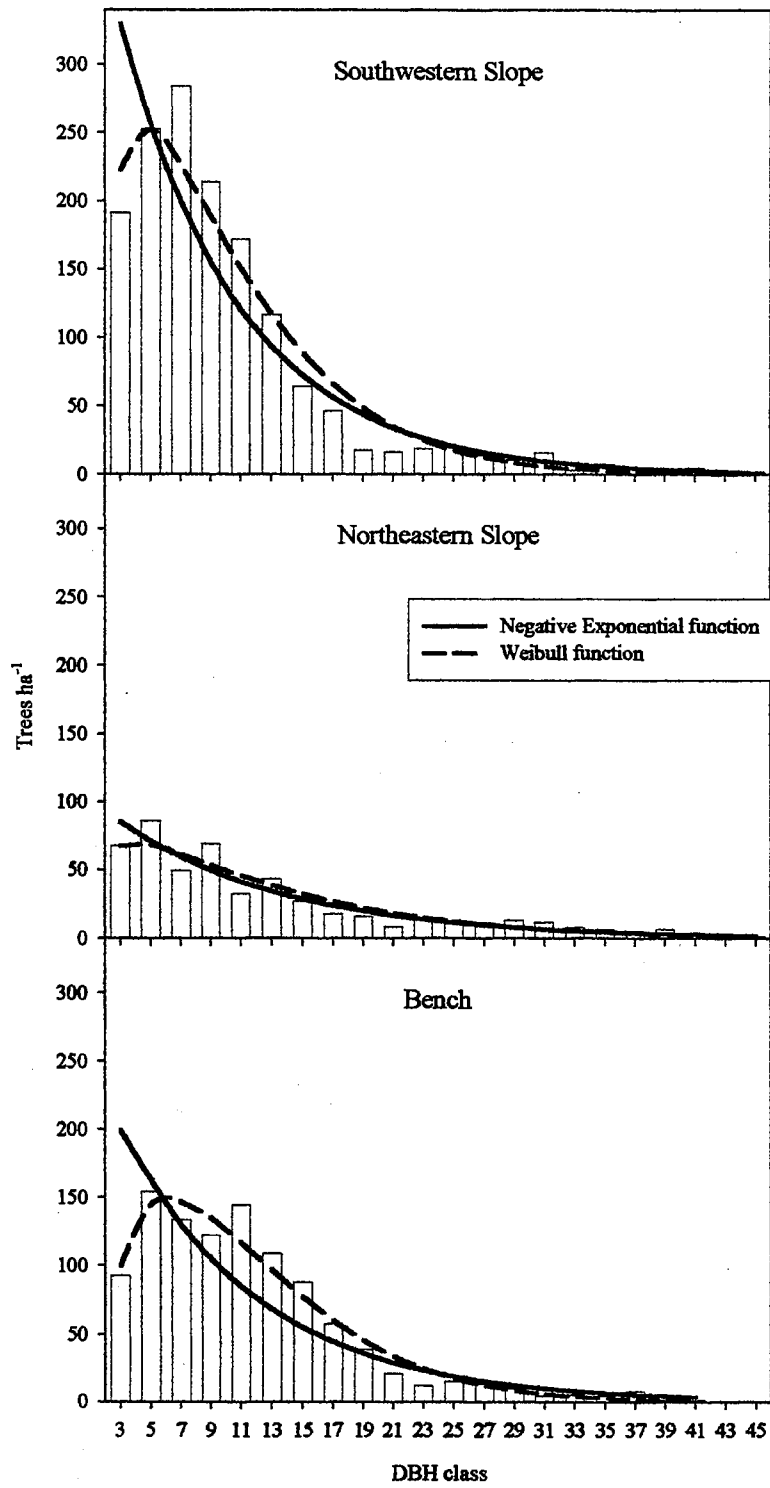 Southwestern Slope
300
250
200
150
100
50
0
Northeastern Slope
300
250
200
150
100
50
0
Negative Exponential function
Weibull function
Trees ha⁻¹
Bench
300
250
200
150
100
50
0
3 5 7 9 11 13 15 17 19 21 23 25 27 29 31 33 35 37 39 41 43 45
DBH class